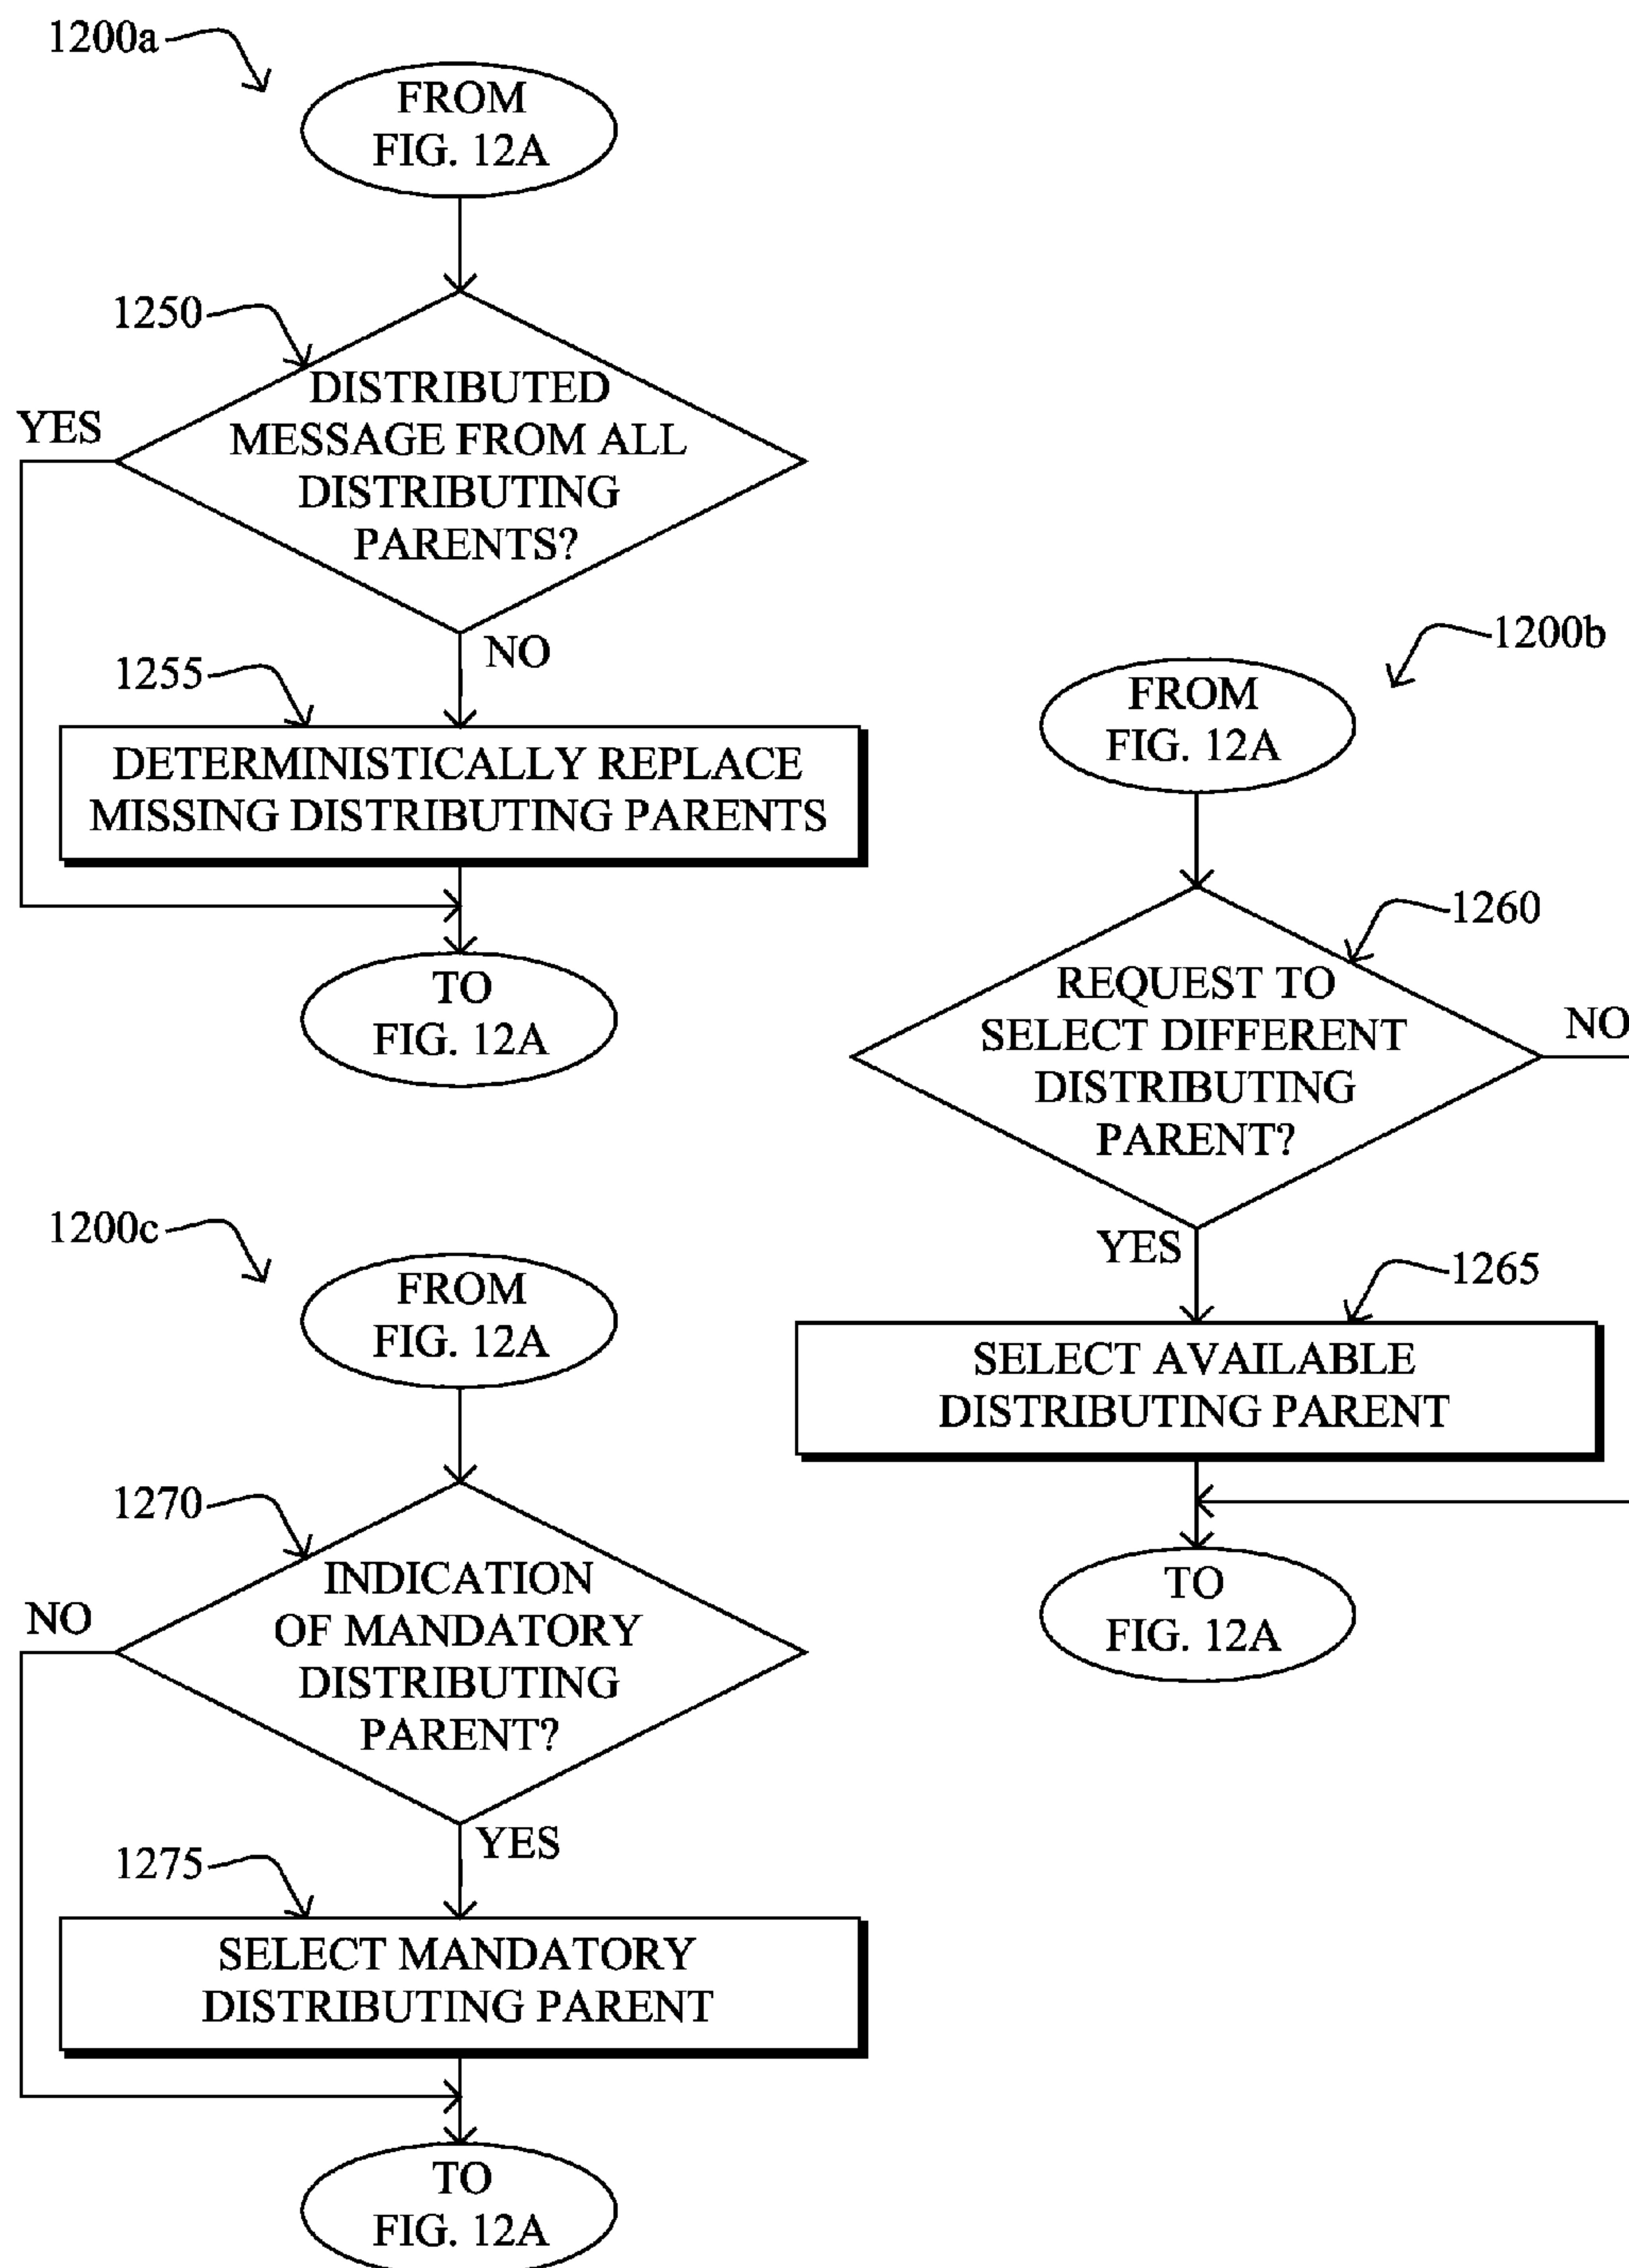 1200a
FROM
FIG. 12A
1250
DISTRIBUTED
MESSAGE FROM ALL
DISTRIBUTING
PARENTS?
YES
NO
1255
DETERMINISTICALLY REPLACE
MISSING DISTRIBUTING PARENTS
TO
FIG. 12A
1200b
FROM
FIG. 12A
1260
REQUEST TO
SELECT DIFFERENT
DISTRIBUTING
PARENT?
NO
YES
1265
SELECT AVAILABLE
DISTRIBUTING PARENT
TO
FIG. 12A
1200c
FROM
FIG. 12A
1270
INDICATION
OF MANDATORY
DISTRIBUTING
PARENT?
NO
YES
1275
SELECT MANDATORY
DISTRIBUTING PARENT
TO
FIG. 12A